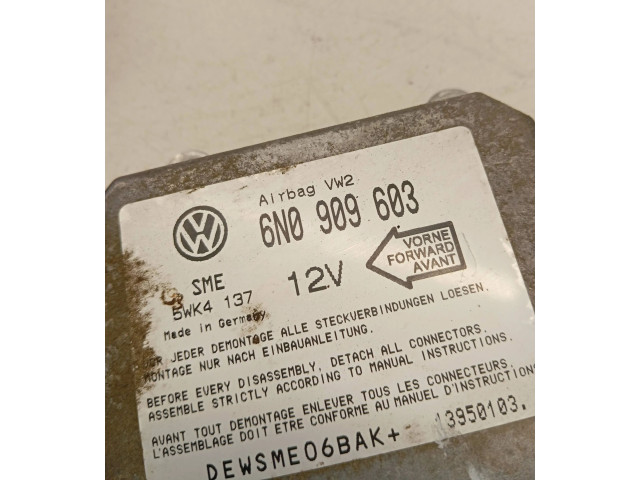 Airbag VW2
6N0 909 603
SME 12V
VORNE
FORWARD
AVANT
5WK4 137
Made in Germany
VOR JEDER DEMONTAGE ALLE STECKVERBINDUNGEN LOESEN.
MONTAGE NUR NACH EINBAUANLEITUNG.
BEFORE EVERY DISASSEMBLY, DETACH ALL CONNECTORS.
ASSEMBLE STRICTLY ACCORDING TO MANUAL INSTRUCTIONS.
AVANT TOUT DEMONTAGE ENLEVER TOUS LES CONNECTEURS
L'ASSEMBLAGE DOIT ETRE CONFORME AU MANUEL D'INSTRUCTIONS
DEWSME06BAK+ 13950103.